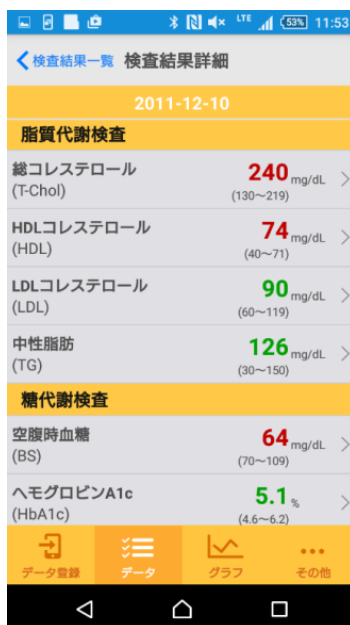 LTE 53% 11:53
検査結果一覧 検査結果詳細
2011-12-10
脂質代謝検査
総コレステロール 240 mg/dL
(T-Chol) (130～219)
HDLコレステロール 74 mg/dL
(HDL) (40～71)
LDLコレステロール 90 mg/dL
(LDL) (60～119)
中性脂肪 126 mg/dL
(TG) (30～150)
糖代謝検査
空腹時血糖 64 mg/dL
(BS) (70～109)
ヘモグロビンA1c 5.1 %
(HbA1c) (4.6～6.2)
データ登録 データ グラフ その他